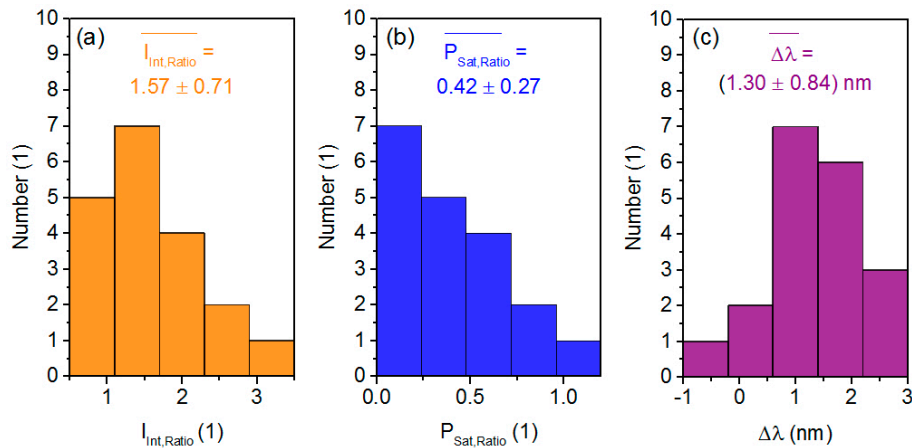 (a)
I_Int,Ratio =
1.57 ± 0.71
10
9
8
7
6
5
4
3
2
1
0
Number (1)
1
2
3
I_Int,Ratio (1)
(b)
P_Sat,Ratio =
0.42 ± 0.27
10
9
8
7
6
5
4
3
2
1
0
Number (1)
0.0
0.5
1.0
P_Sat,Ratio (1)
(c)
Δλ =
(1.30 ± 0.84) nm
10
9
8
7
6
5
4
3
2
1
0
Number (1)
-1
0
1
2
3
Δλ (nm)